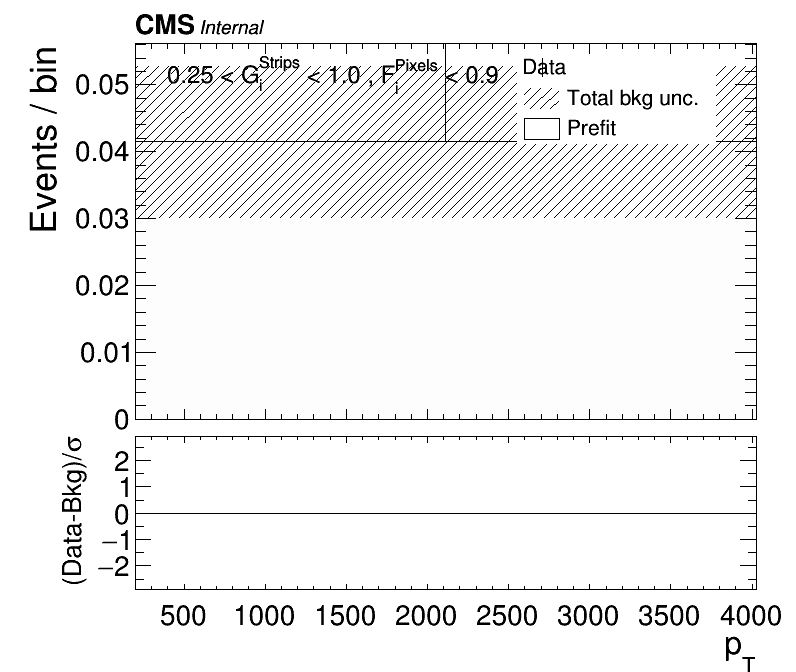 CMS Internal
Events / bin
0.25 < G_i^Strips < 1.0 , F_i^Pixels < 0.9
Data
Total bkg unc.
Prefit
0.05
0.04
0.03
0.02
0.01
0
(Data-Bkg)/σ
2
1
0
−1
−2
500 1000 1500 2000 2500 3000 3500 4000
p_T